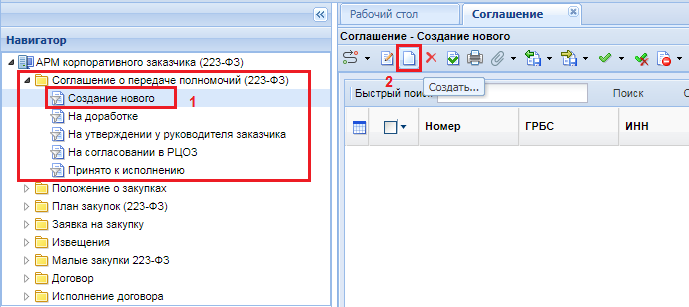 Навигатор
АРМ корпоративного заказчика (223-ФЗ)
Соглашение о передаче полномочий (223-ФЗ)
Создание нового
1
На доработке
На утверждении у руководителя заказчика
На согласовании в РЦОЗ
Принято к исполнению
Положение о закупках
План закупок (223-ФЗ)
Заявка на закупку
Извещения
Малые закупки 223-ФЗ
Договор
Исполнение договора
Рабочий стол
Соглашение
Соглашение - Создание нового
2
Создать...
Быстрый поис
Поиск
С
Номер
ГРБС
ИНН